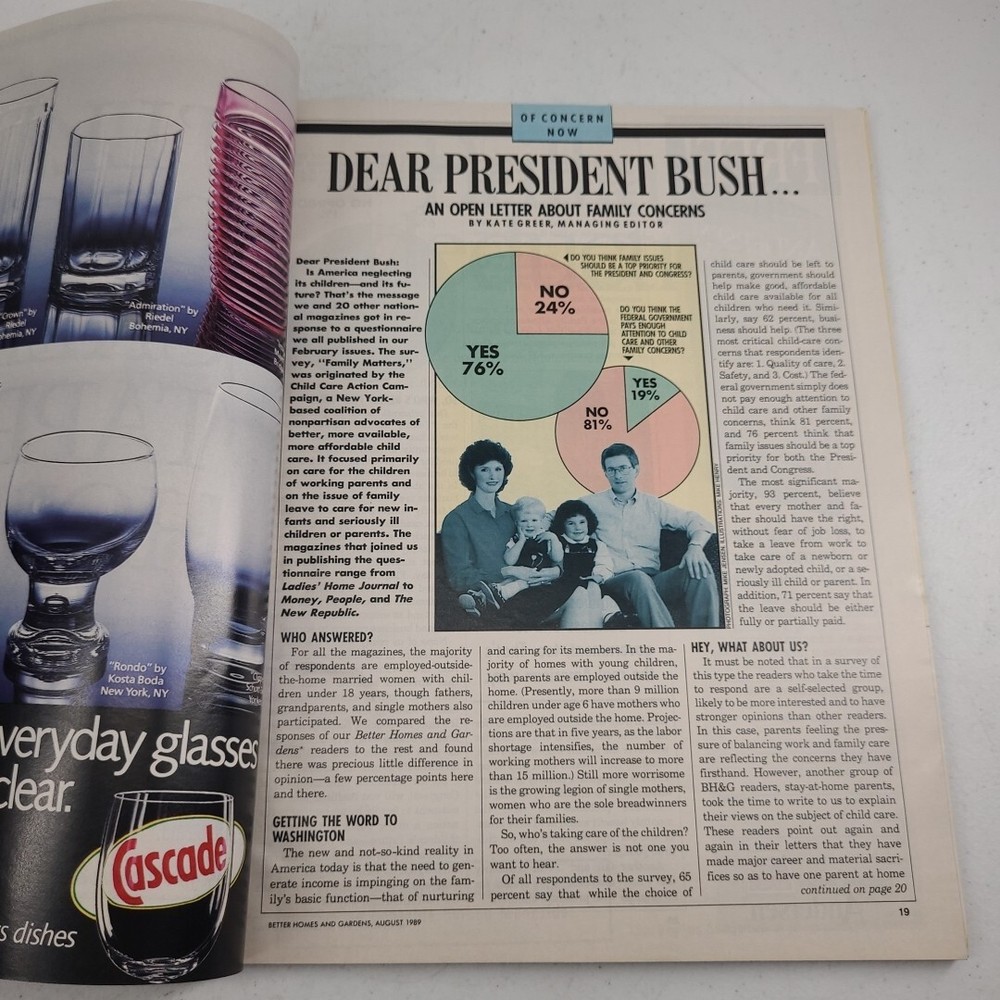 "Crown" by
Riedel
"Admiration" by
Riedel
Bohemia, NY
"Rondo" by
Kosta Boda
New York, NY
veryday glasses
clear.
Cascade
s dishes
OF CONCERN
NOW
DEAR PRESIDENT BUSH...
AN OPEN LETTER ABOUT FAMILY CONCERNS
BY KATE GREER, MANAGING EDITOR
Dear President Bush:
Is America neglecting
its children—and its fu-
ture? That's the message
we and 20 other nation-
al magazines got in re-
sponse to a questionnaire
we all published in our
February issues. The sur-
vey, "Family Matters,"
was originated by the
Child Care Action Cam-
paign, a New York-
based coalition of
nonpartisan advocates of
better, more available,
more affordable child
care. It focused primarily
on care for the children
of working parents and
on the issue of family
leave to care for new in-
fants and seriously ill
children or parents. The
magazines that joined us
in publishing the ques-
tionnaire range from
Ladies' Home Journal to
Money, People, and The
New Republic.
DO YOU THINK FAMILY ISSUES
SHOULD BE A TOP PRIORITY FOR
THE PRESIDENT AND CONGRESS?
NO
24%
YES
76%
DO YOU THINK THE
FEDERAL GOVERNMENT
PAYS ENOUGH
ATTENTION TO CHILD
CARE AND OTHER
FAMILY CONCERNS?
YES
19%
NO
81%
PHOTOGRAPH: MIKE JENSEN. ILLUSTRATIONS: MIKE HENRY
WHO ANSWERED?
For all the magazines, the majority
of respondents are employed-outside-
the-home married women with chil-
dren under 18 years, though fathers,
grandparents, and single mothers also
participated. We compared the re-
sponses of our Better Homes and Gar-
dens® readers to the rest and found
there was precious little difference in
opinion—a few percentage points here
and there.
GETTING THE WORD TO
WASHINGTON
The new and not-so-kind reality in
America today is that the need to gen-
erate income is impinging on the fam-
ily's basic function—that of nurturing
and caring for its members. In the ma-
jority of homes with young children,
both parents are employed outside the
home. (Presently, more than 9 million
children under age 6 have mothers who
are employed outside the home. Projec-
tions are that in five years, as the labor
shortage intensifies, the number of
working mothers will increase to more
than 15 million.) Still more worrisome
is the growing legion of single mothers,
women who are the sole breadwinners
for their families.
So, who's taking care of the children?
Too often, the answer is not one you
want to hear.
Of all respondents to the survey, 65
percent say that while the choice of
child care should be left to
parents, government should
help make good, affordable
child care available for all
children who need it. Simi-
larly, say 62 percent, busi-
ness should help. (The three
most critical child-care con-
cerns that respondents iden-
tify are: 1. Quality of care, 2.
Safety, and 3. Cost.) The fed-
eral government simply does
not pay enough attention to
child care and other family
concerns, think 81 percent,
and 76 percent think that
family issues should be a top
priority for both the Presi-
dent and Congress.
The most significant ma-
jority, 93 percent, believe
that every mother and fa-
ther should have the right,
without fear of job loss, to
take a leave from work to
take care of a newborn or
newly adopted child, or a se-
riously ill child or parent. In
addition, 71 percent say that
the leave should be either
fully or partially paid.
HEY, WHAT ABOUT US?
It must be noted that in a survey of
this type the readers who take the time
to respond are a self-selected group,
likely to be more interested and to have
stronger opinions than other readers.
In this case, parents feeling the pres-
sure of balancing work and family care
are reflecting the concerns they have
firsthand. However, another group of
BH&G readers, stay-at-home parents,
took the time to write to us to explain
their views on the subject of child care.
These readers point out again and
again in their letters that they have
made major career and material sacri-
fices so as to have one parent at home
continued on page 20
BETTER HOMES AND GARDENS, AUGUST 1989
19